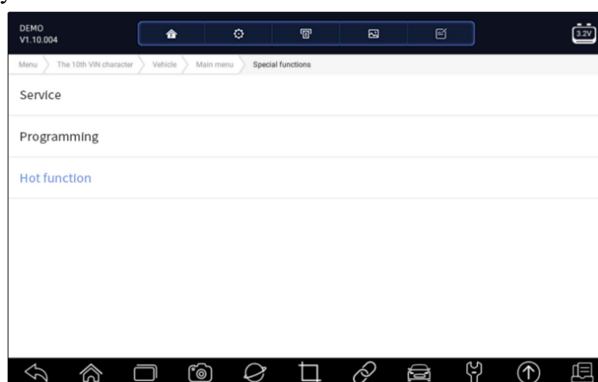 DEMO
V1.10.004
3.2V
Menu The 10th VIN character Vehicle Main menu Special functions
Service
Programming
Hot function